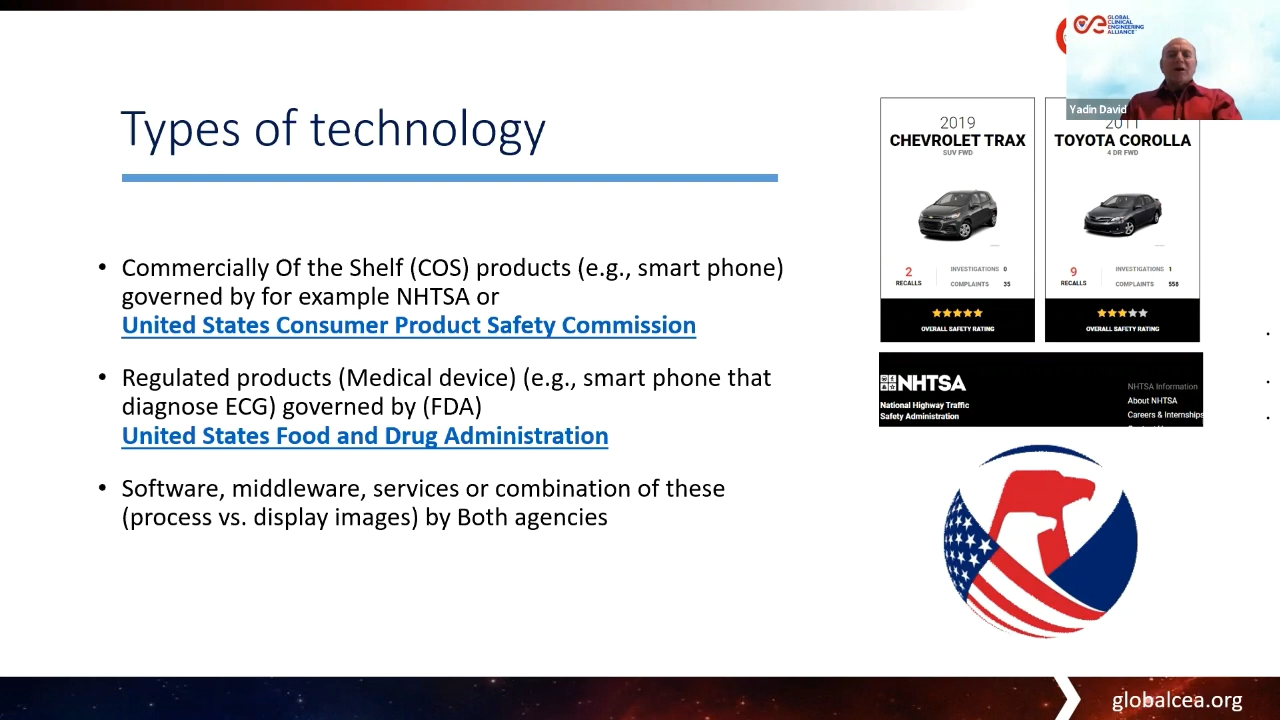 GLOBAL
CLINICAL
ENGINEERING
ALLIANCE
Yadin David
Types of technology
• Commercially Of the Shelf (COS) products (e.g., smart phone)
governed by for example NHTSA or
United States Consumer Product Safety Commission
• Regulated products (Medical device) (e.g., smart phone that
diagnose ECG) governed by (FDA)
United States Food and Drug Administration
• Software, middleware, services or combination of these
(process vs. display images) by Both agencies
2019
CHEVROLET TRAX
SUV FWD
2 RECALLS
INVESTIGATIONS 0
COMPLAINTS 35
OVERALL SAFETY RATING
2011
TOYOTA COROLLA
4 DR FWD
9 RECALLS
INVESTIGATIONS 1
COMPLAINTS 558
OVERALL SAFETY RATING
NHTSA
National Highway Traffic
Safety Administration
NHTSA Information
About NHTSA
Careers & Internships
globalcea.org